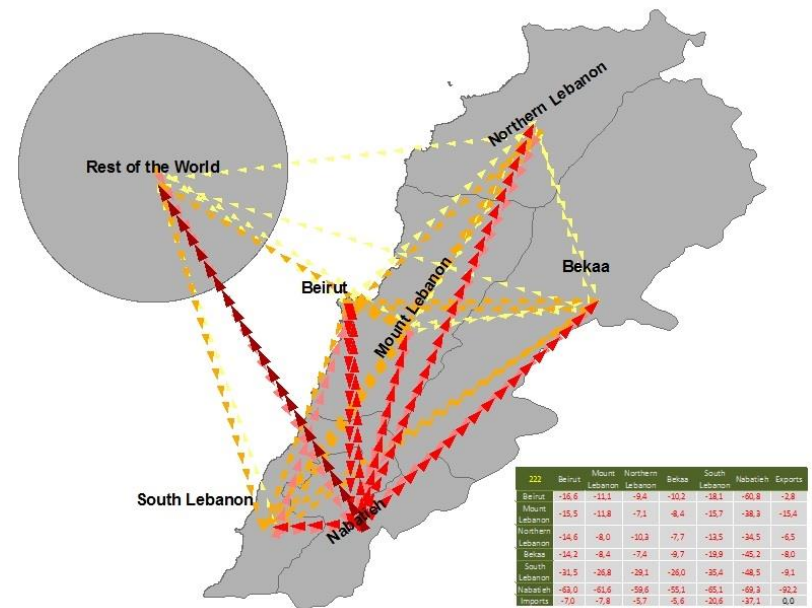 Northern Lebanon
Rest of the World
Bekaa
Beirut
Mount Lebanon
South Lebanon
Nabatieh
222 Beirut Mount Lebanon Northern Lebanon Bekaa South Lebanon Nabatieh Exports
Beirut -16,6 -11,1 -9,4 -10,2 -18,1 -60,8 -2,8
Mount Lebanon -15,5 -11,8 -7,1 -8,4 -15,7 -38,3 -15,4
Northern Lebanon -14,6 -8,0 -10,3 -7,7 -13,5 -34,5 -6,5
Bekaa -14,2 -8,4 -7,4 -9,7 -19,9 -45,2 -8,0
South Lebanon -31,5 -26,8 -29,1 -26,0 -35,4 -48,5 -9,1
Nabatieh -63,0 -61,6 -59,6 -55,1 -65,1 -69,3 -92,2
Imports -7,0 -7,8 -5,7 -5,6 -20,6 -37,1 0,0